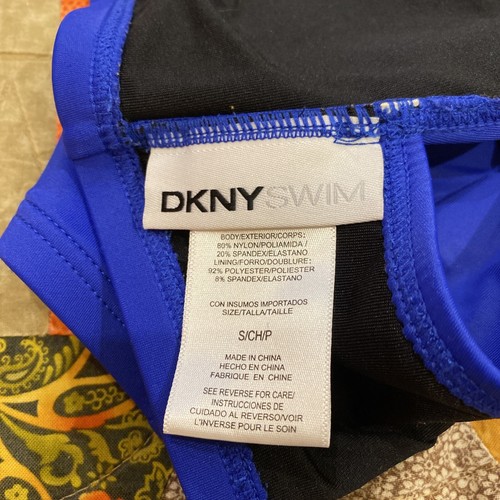 DKNY SWIM
BODY/EXTERIOR/CORPS:
80% NYLON/POLIAMIDA /
20% SPANDEX/ELASTANO
LINING/FORRO/DOUBLURE:
92% POLYESTER/POLIESTER
8% SPANDEX/ELASTANO
CON INSUMOS IMPORTADOS
SIZE/TALLA/TAILLE
S/CH/P
MADE IN CHINA
HECHO EN CHINA
FABRIQUE EN CHINE
SEE REVERSE FOR CARE/
INSTRUCCIONES DE
CUIDADO AL REVERSO/VOIR
L'INVERSE POUR LE SOIN